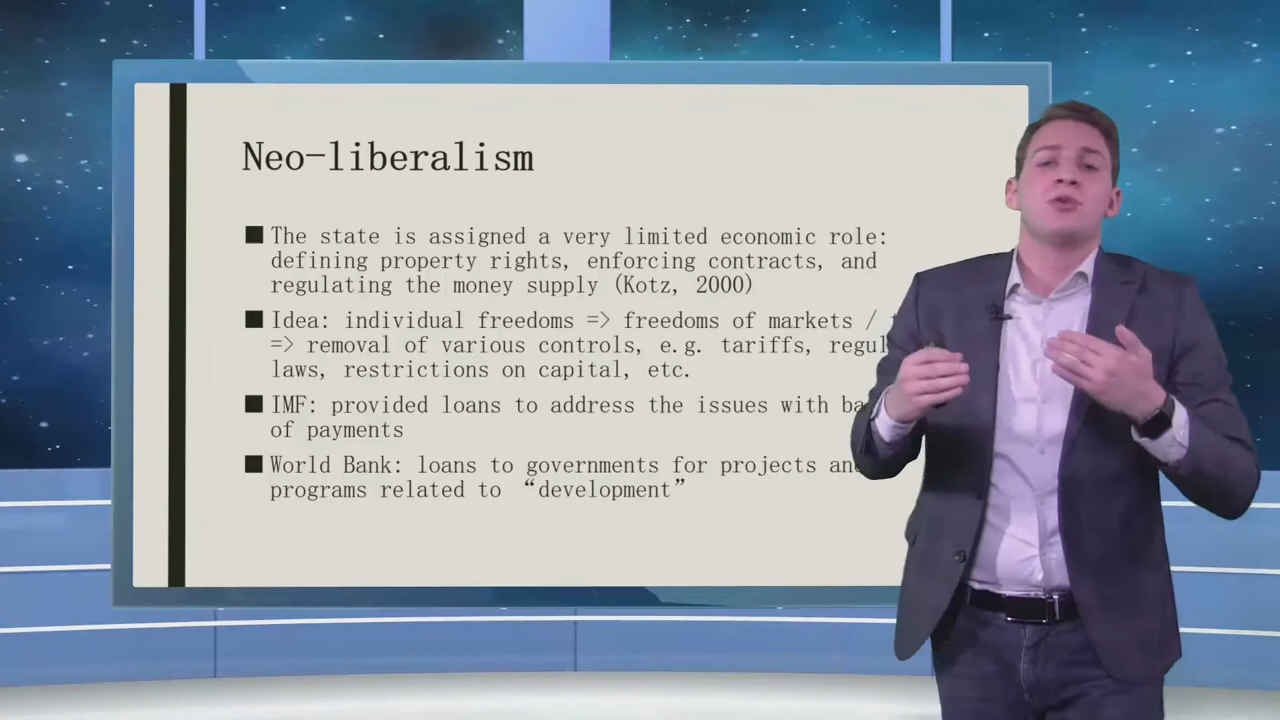 Neo-liberalism
■ The state is assigned a very limited economic role:
defining property rights, enforcing contracts, and
regulating the money supply (Kotz, 2000)
■ Idea: individual freedoms => freedoms of markets /
=> removal of various controls, e.g. tariffs,
laws, restrictions on capital, etc.
■ IMF: provided loans to address the issues with
of payments
■ World Bank: loans to governments for projects and
programs related to “development”